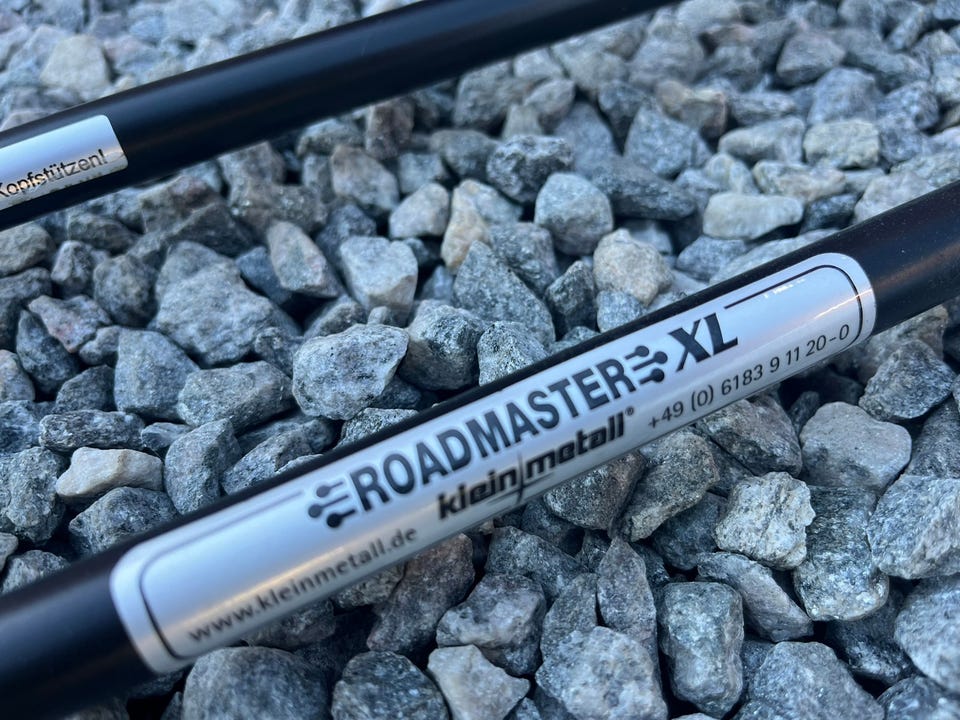 Kopfstützen!
ROADMASTER XL
kleinmetall®
www.kleinmetall.de
+49 (0) 6183 9 11 20-0